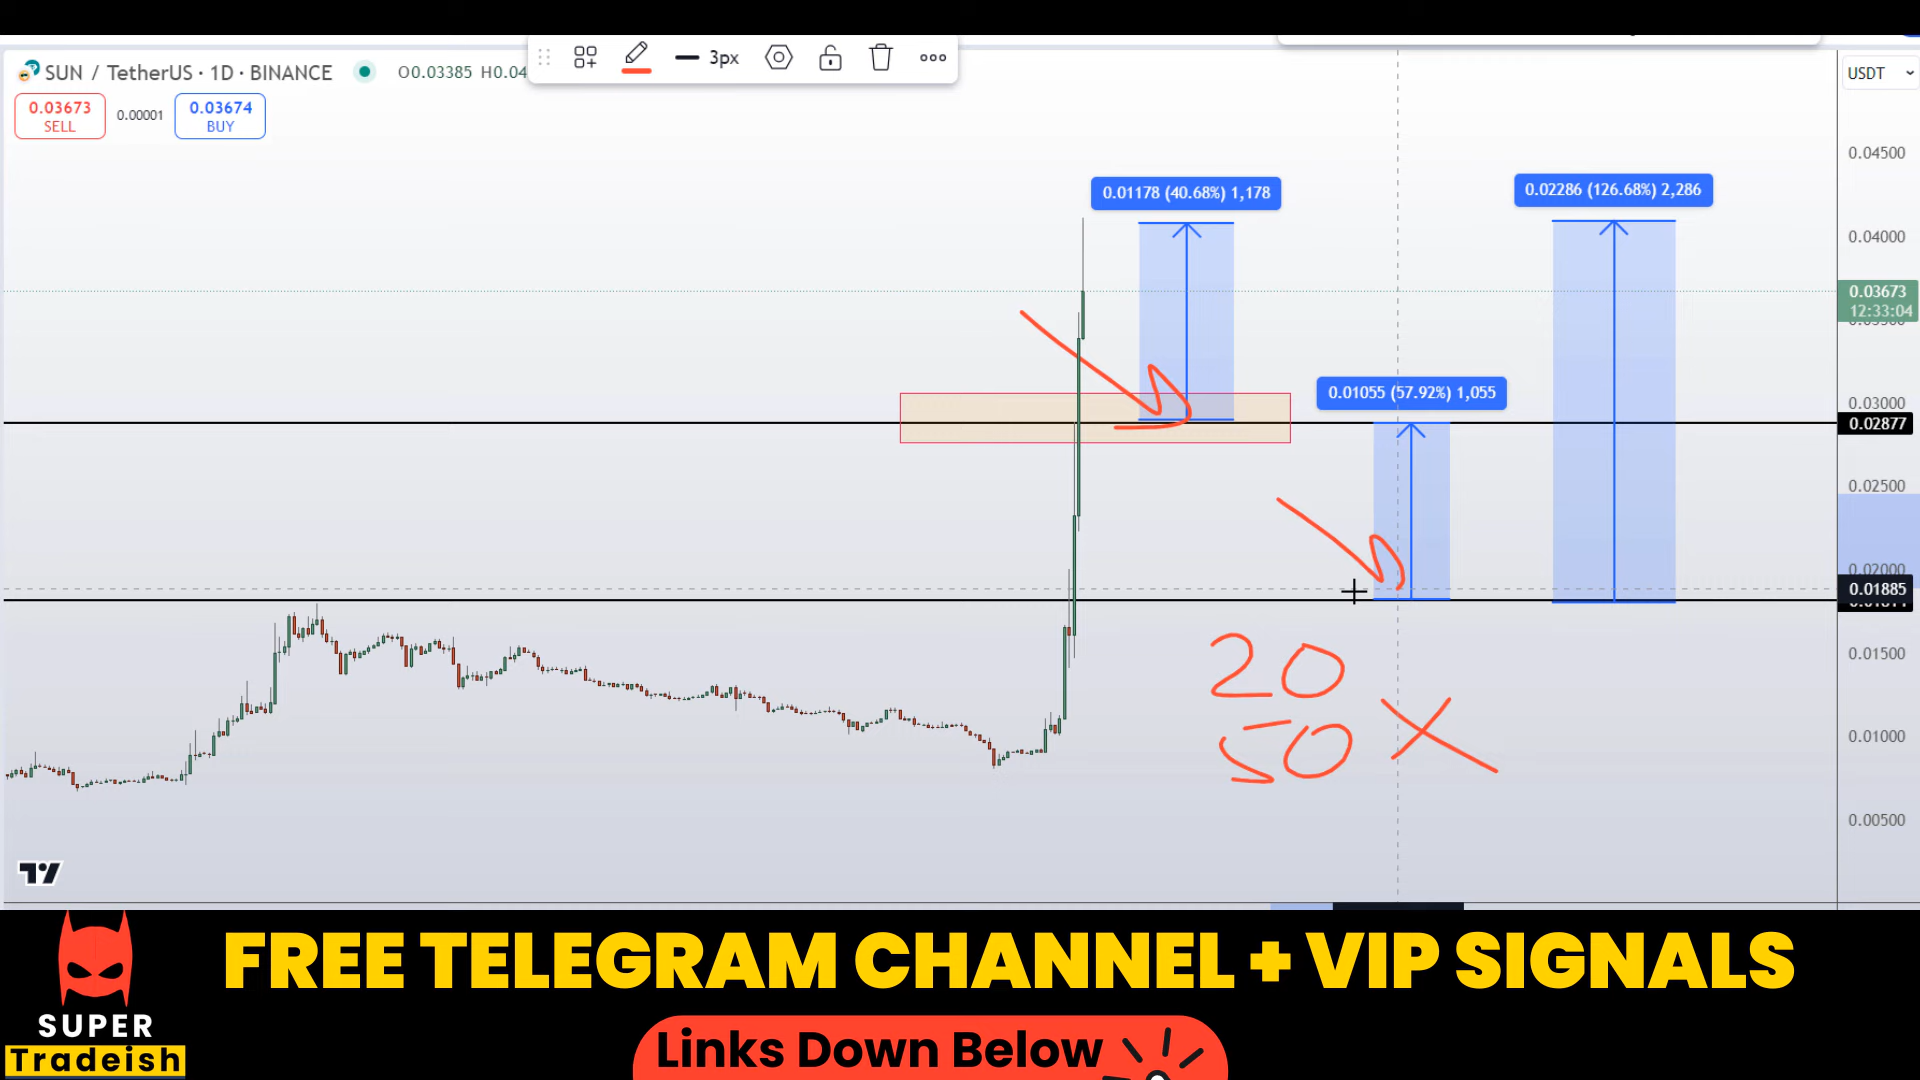 SUN / TetherUS · 1D · BINANCE
O0.03385 H0.04
3px
USDT
0.03673
SELL
0.00001
0.03674
BUY
0.04500
0.01178 (40.68%) 1,178
0.02286 (126.68%) 2,286
0.04000
0.03673
12:33:04
0.01055 (57.92%) 1,055
0.03000
0.02877
0.02500
0.02000
0.01885
0.01500
0.01000
0.00500
20
50 X
FREE TELEGRAM CHANNEL + VIP SIGNALS
SUPER
Tradeish
Links Down Below